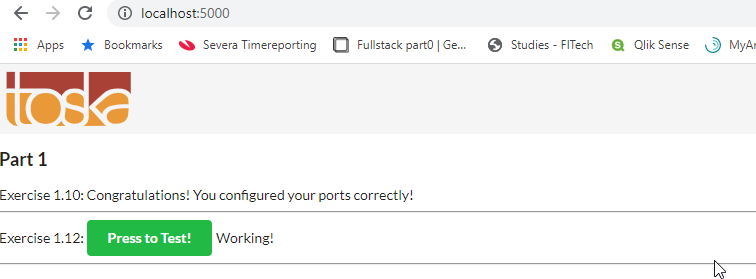 localhost:5000
Apps Bookmarks Severa Timereporting Fullstack part0 | Ge... Studies - FITech Qlik Sense MyAr
toska
Part 1
Exercise 1.10: Congratulations! You configured your ports correctly!
Exercise 1.12: Press to Test! Working!